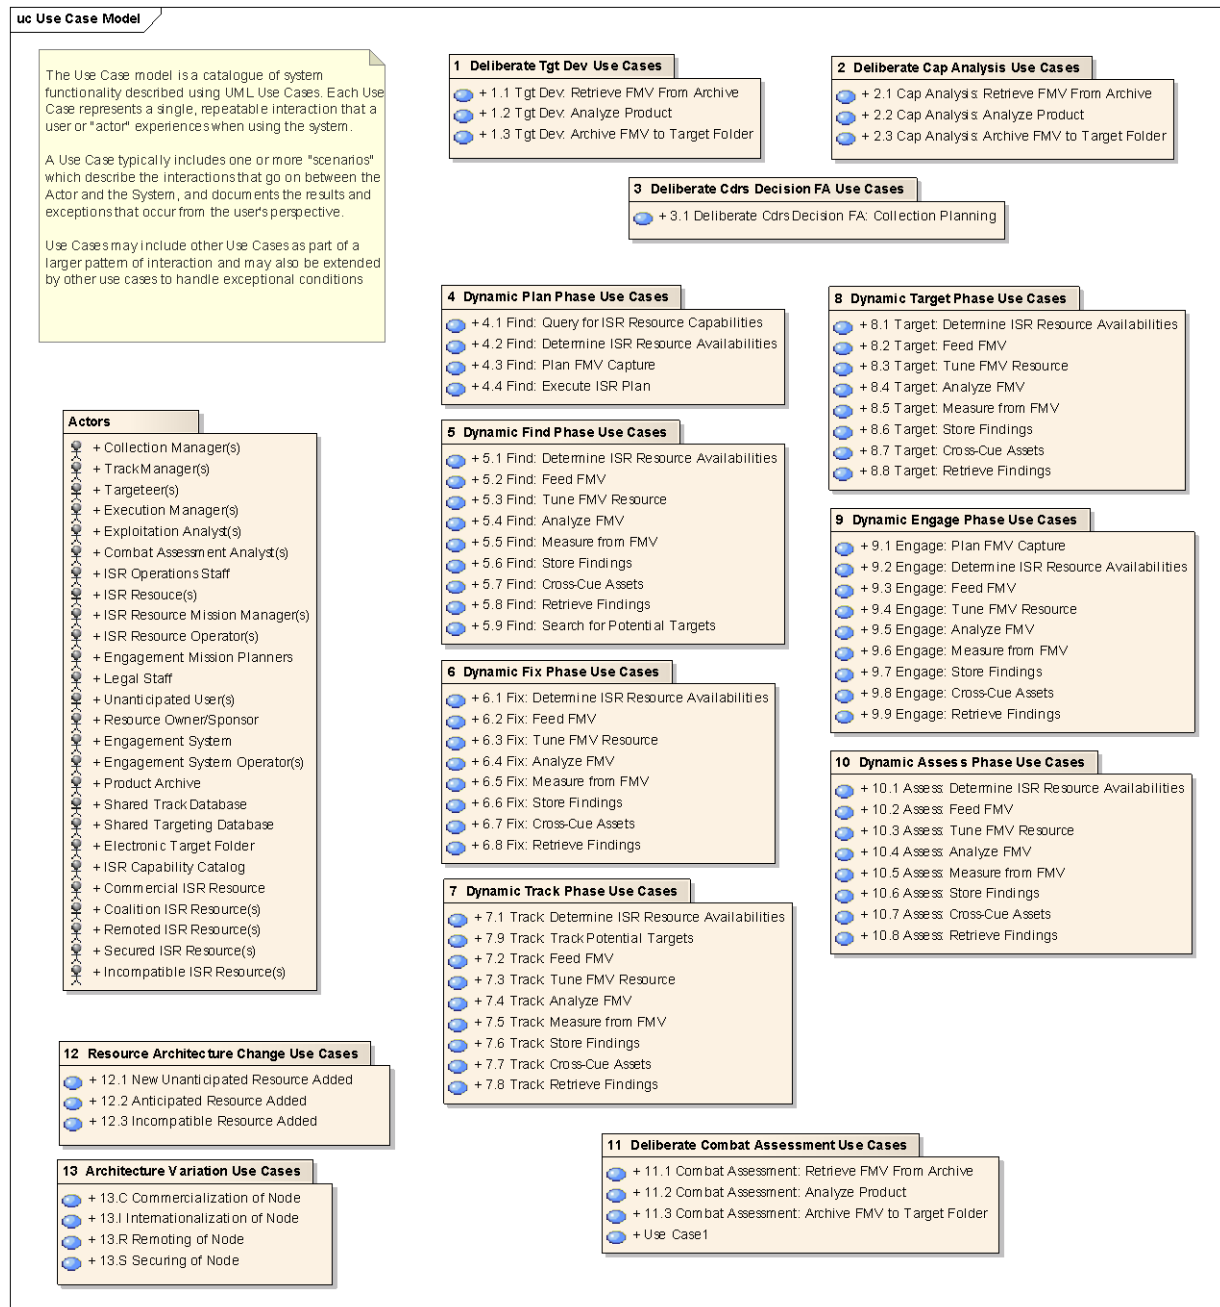 uc Use Case Model
The Use Case model is a catalogue of system
functionality described using UML Use Cases. Each Use
Case represents a single, repeatable interaction that a
user or "actor" experiences when using the system.
A Use Case typically includes one or more "scenarios"
which describe the interactions that go on between the
Actor and the System, and documents the results and
exceptions that occur from the user's perspective.
Use Cases may include other Use Cases as part of a
larger pattern of interaction and may also be extended
by other use cases to handle exceptional conditions
1 Deliberate Tgt Dev Use Cases
+ 1.1 Tgt Dev: Retrieve FMV From Archive
+ 1.2 Tgt Dev: Analyze Product
+ 1.3 Tgt Dev: Archive FMV to Target Folder
2 Deliberate Cap Analysis Use Cases
+ 2.1 Cap Analysis: Retrieve FMV From Archive
+ 2.2 Cap Analysis: Analyze Product
+ 2.3 Cap Analysis: Archive FMV to Target Folder
3 Deliberate Cdrs Decision FA Use Cases
+ 3.1 Deliberate Cdrs Decision FA: Collection Planning
4 Dynamic Plan Phase Use Cases
+ 4.1 Find: Query for ISR Resource Capabilities
+ 4.2 Find: Determine ISR Resource Availabilities
+ 4.3 Find: Plan FMV Capture
+ 4.4 Find: Execute ISR Plan
5 Dynamic Find Phase Use Cases
+ 5.1 Find: Determine ISR Resource Availabilities
+ 5.2 Find: Feed FMV
+ 5.3 Find: Tune FMV Resource
+ 5.4 Find: Analyze FMV
+ 5.5 Find: Measure from FMV
+ 5.6 Find: Store Findings
+ 5.7 Find: Cross-Cue Assets
+ 5.8 Find: Retrieve Findings
+ 5.9 Find: Search for Potential Targets
6 Dynamic Fix Phase Use Cases
+ 6.1 Fix: Determine ISR Resource Availabilities
+ 6.2 Fix: Feed FMV
+ 6.3 Fix: Tune FMV Resource
+ 6.4 Fix: Analyze FMV
+ 6.5 Fix: Measure from FMV
+ 6.6 Fix: Store Findings
+ 6.7 Fix: Cross-Cue Assets
+ 6.8 Fix: Retrieve Findings
7 Dynamic Track Phase Use Cases
+ 7.1 Track: Determine ISR Resource Availabilities
+ 7.9 Track: Track Potential Targets
+ 7.2 Track: Feed FMV
+ 7.3 Track: Tune FMV Resource
+ 7.4 Track: Analyze FMV
+ 7.5 Track: Measure from FMV
+ 7.6 Track: Store Findings
+ 7.7 Track: Cross-Cue Assets
+ 7.8 Track: Retrieve Findings
8 Dynamic Target Phase Use Cases
+ 8.1 Target: Determine ISR Resource Availabilities
+ 8.2 Target: Feed FMV
+ 8.3 Target: Tune FMV Resource
+ 8.4 Target: Analyze FMV
+ 8.5 Target: Measure from FMV
+ 8.6 Target: Store Findings
+ 8.7 Target: Cross-Cue Assets
+ 8.8 Target: Retrieve Findings
9 Dynamic Engage Phase Use Cases
+ 9.1 Engage: Plan FMV Capture
+ 9.2 Engage: Determine ISR Resource Availabilities
+ 9.3 Engage: Feed FMV
+ 9.4 Engage: Tune FMV Resource
+ 9.5 Engage: Analyze FMV
+ 9.6 Engage: Measure from FMV
+ 9.7 Engage: Store Findings
+ 9.8 Engage: Cross-Cue Assets
+ 9.9 Engage: Retrieve Findings
10 Dynamic Assess Phase Use Cases
+ 10.1 Assess: Determine ISR Resource Availabilities
+ 10.2 Assess: Feed FMV
+ 10.3 Assess: Tune FMV Resource
+ 10.4 Assess: Analyze FMV
+ 10.5 Assess: Measure from FMV
+ 10.6 Assess: Store Findings
+ 10.7 Assess: Cross-Cue Assets
+ 10.8 Assess: Retrieve Findings
Actors
+ Collection Manager(s)
+ Track Manager(s)
+ Targeteer(s)
+ Execution Manager(s)
+ Exploitation Analyst(s)
+ Combat Assessment Analyst(s)
+ ISR Operations Staff
+ ISR Resouce(s)
+ ISR Resource Mission Manager(s)
+ ISR Resource Operator(s)
+ Engagement Mission Planners
+ Legal Staff
+ Unanticipated User(s)
+ Resource Owner/Sponsor
+ Engagement System
+ Engagement System Operator(s)
+ Product Archive
+ Shared Track Database
+ Shared Targeting Database
+ Electronic Target Folder
+ ISR Capability Catalog
+ Commercial ISR Resource
+ Coalition ISR Resource(s)
+ Remoted ISR Resource(s)
+ Secured ISR Resource(s)
+ Incompatible ISR Resource(s)
12 Resource Architecture Change Use Cases
+ 12.1 New Unanticipated Resource Added
+ 12.2 Anticipated Resource Added
+ 12.3 Incompatible Resource Added
13 Architecture Variation Use Cases
+ 13.C Commercialization of Node
+ 13.I Internationalization of Node
+ 13.R Remoting of Node
+ 13.S Securing of Node
11 Deliberate Combat Assessment Use Cases
+ 11.1 Combat Assessment: Retrieve FMV From Archive
+ 11.2 Combat Assessment: Analyze Product
+ 11.3 Combat Assessment: Archive FMV to Target Folder
+ Use Case1